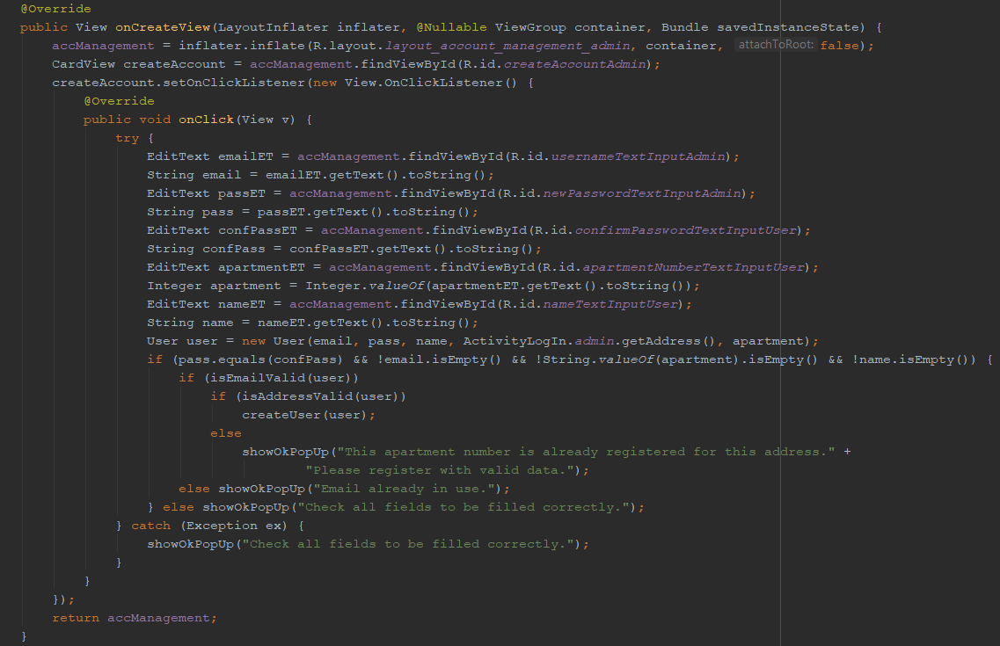 @Override
public View onCreateView(LayoutInflater inflater, @Nullable ViewGroup container, Bundle savedInstanceState) {
    accManagement = inflater.inflate(R.layout.layout_account_management_admin, container, attachToRoot: false);
    CardView createAccount = accManagement.findViewById(R.id.createAccountAdmin);
    createAccount.setOnClickListener(new View.OnClickListener() {
        @Override
        public void onClick(View v) {
            try {
                EditText emailET = accManagement.findViewById(R.id.usernameTextInputAdmin);
                String email = emailET.getText().toString();
                EditText passET = accManagement.findViewById(R.id.newPasswordTextInputAdmin);
                String pass = passET.getText().toString();
                EditText confPassET = accManagement.findViewById(R.id.confirmPasswordTextInputUser);
                String confPass = confPassET.getText().toString();
                EditText apartmentET = accManagement.findViewById(R.id.apartmentNumberTextInputUser);
                Integer apartment = Integer.valueOf(apartmentET.getText().toString());
                EditText nameET = accManagement.findViewById(R.id.nameTextInputUser);
                String name = nameET.getText().toString();
                User user = new User(email, pass, name, ActivityLogIn.admin.getAddress(), apartment);
                if (pass.equals(confPass) && !email.isEmpty() && !String.valueOf(apartment).isEmpty() && !name.isEmpty()) {
                    if (isEmailValid(user))
                        if (isAddressValid(user))
                            createUser(user);
                        else
                            showOkPopUp("This apartment number is already registered for this address." +
                                    "Please register with valid data.");
                    else showOkPopUp("Email already in use.");
                } else showOkPopUp("Check all fields to be filled correctly.");
            } catch (Exception ex) {
                showOkPopUp("Check all fields to be filled correctly.");
            }
        }
    });
    return accManagement;
}